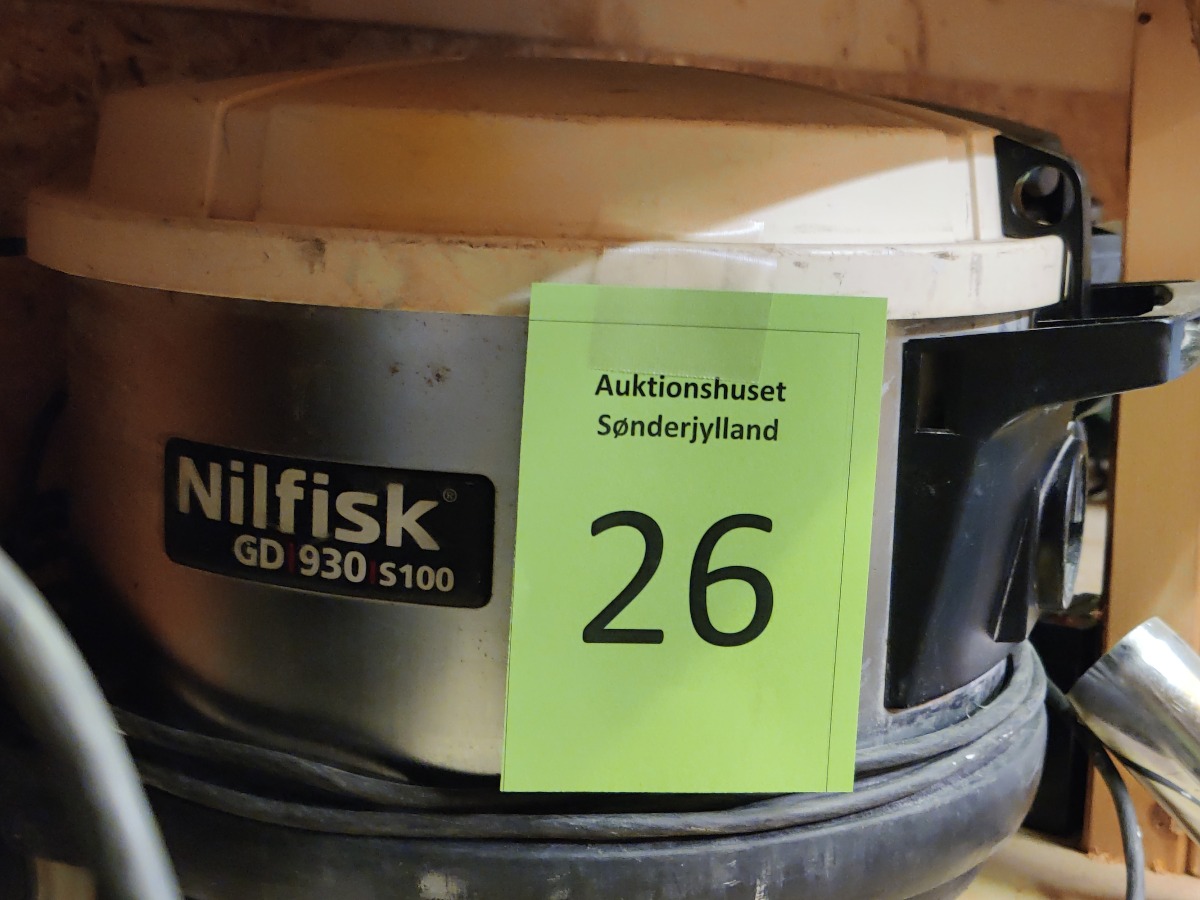 Nilfisk®
GD|930|S100
Auktionshuset
Sønderjylland
26